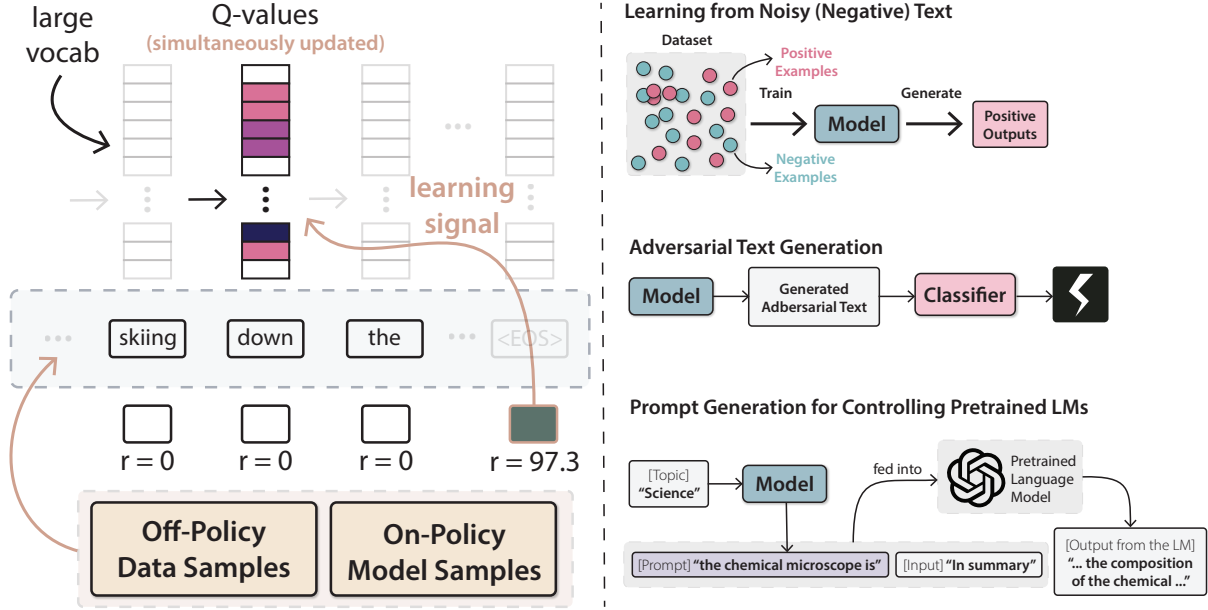 large
vocab
Q-values
(simultaneously updated)
...
learning
signal
... skiing down the ... <EOS>
r = 0 r = 0 r = 0 r = 97.3
Off-Policy
Data Samples
On-Policy
Model Samples
Learning from Noisy (Negative) Text
Dataset
Positive
Examples
Train
Model
Generate
Positive
Outputs
Negative
Examples
Adversarial Text Generation
Model
Generated
Adbersarial Text
Classifier
Prompt Generation for Controlling Pretrained LMs
[Topic]
"Science"
Model
fed into
Pretrained
Language
Model
[Prompt] "the chemical microscope is"
[Input] "In summary"
[Output from the LM]
"... the composition
of the chemical ..."